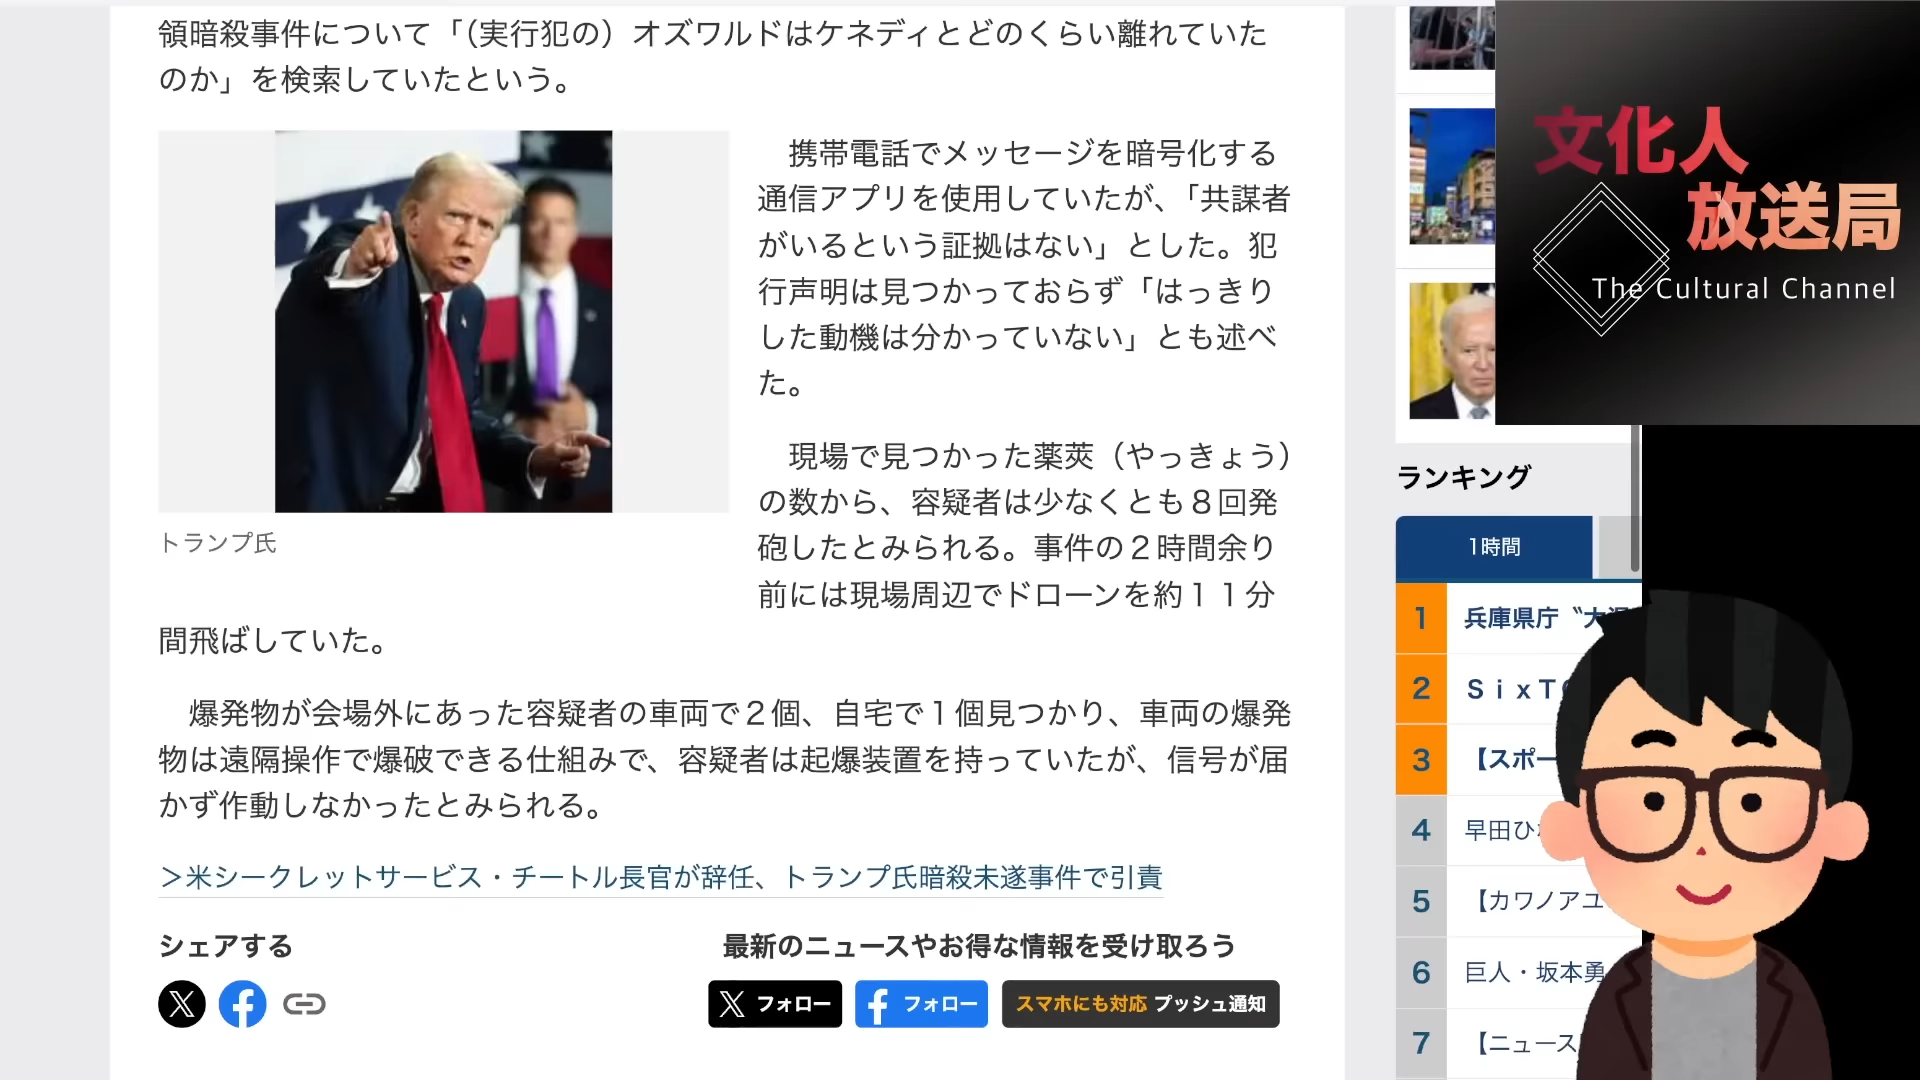 領暗殺事件について「（実行犯の）オズワルドはケネディとどのくらい離れていた
のか」を検索していたという。
携帯電話でメッセージを暗号化する
通信アプリを使用していたが、「共謀者
がいるという証拠はない」とした。犯
行声明は見つかっておらず「はっきり
した動機は分かっていない」とも述べ
た。
現場で見つかった薬莢（やっきょう）
の数から、容疑者は少なくとも８回発
砲したとみられる。事件の２時間余り
前には現場周辺でドローンを約１１分
間飛ばしていた。
トランプ氏
爆発物が会場外にあった容疑者の車両で２個、自宅で１個見つかり、車両の爆発
物は遠隔操作で爆破できる仕組みで、容疑者は起爆装置を持っていたが、信号が届
かず作動しなかったとみられる。
＞米シークレットサービス・チートル長官が辞任、トランプ氏暗殺未遂事件で引責
シェアする
最新のニュースやお得な情報を受け取ろう
フォロー
フォロー
スマホにも対応 プッシュ通知
文化人
放送局
The Cultural Channel
ランキング
1時間
1 兵庫県庁〝大
2 ＳｉｘＴ
3 【スポー
4 早田ひ
5 【カワノアユ
6 巨人・坂本勇
7 【ニュース